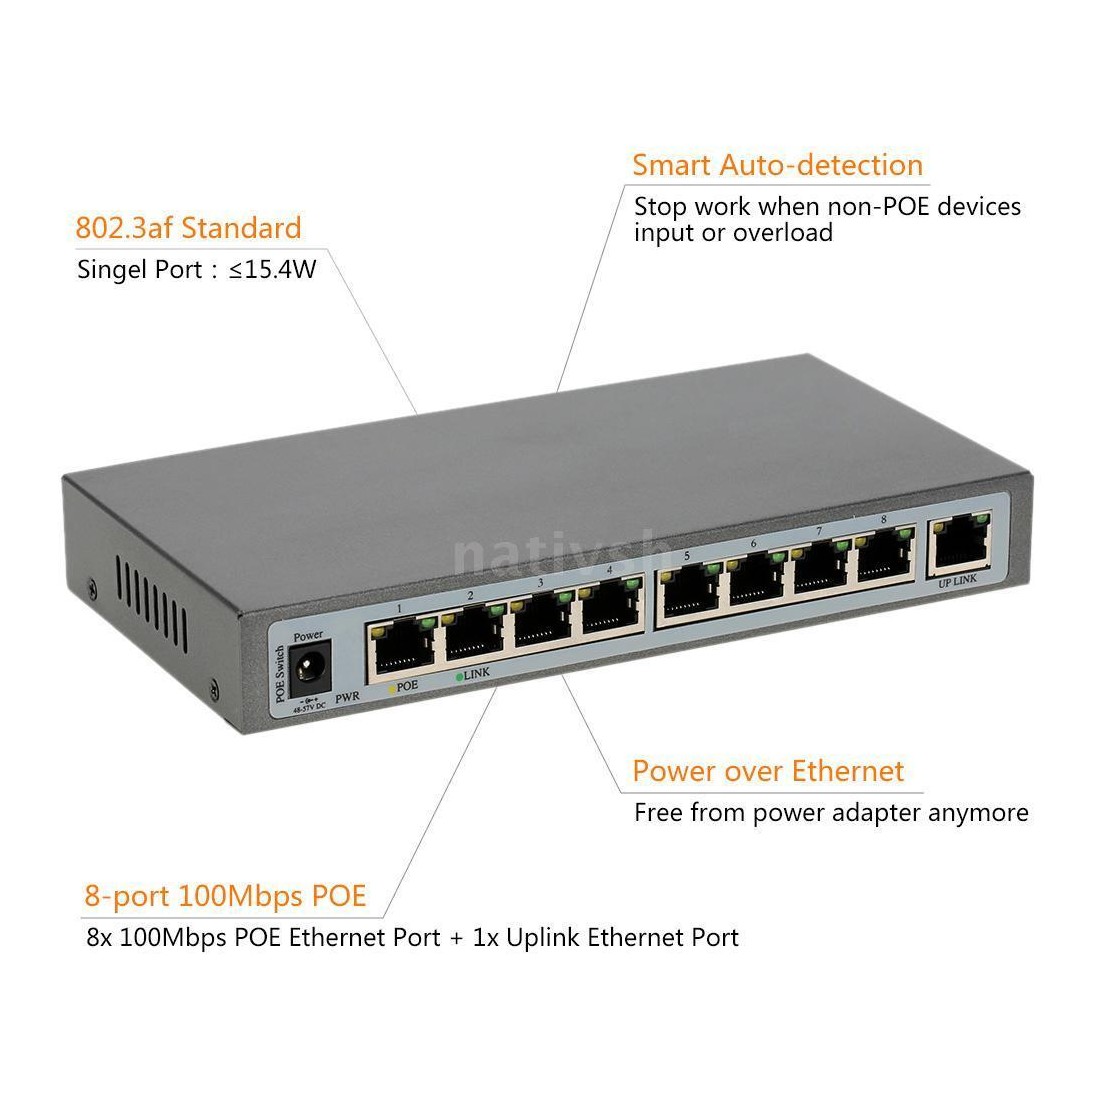 Smart Auto-detection
Stop work when non-POE devices
input or overload
802.3af Standard
Singel Port : ≤15.4W
nativsh
1
2
3
4
5
6
7
8
UP LINK
Power
POE Switch
48-57V DC
PWR
POE
LINK
Power over Ethernet
Free from power adapter anymore
8-port 100Mbps POE
8x 100Mbps POE Ethernet Port + 1x Uplink Ethernet Port